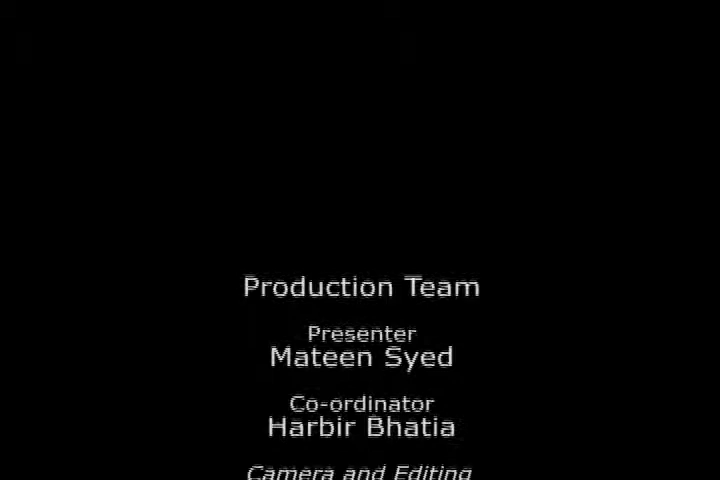 Production Team
Presenter
Mateen Syed
Co-ordinator
Harbir Bhatia
Camera and Editing